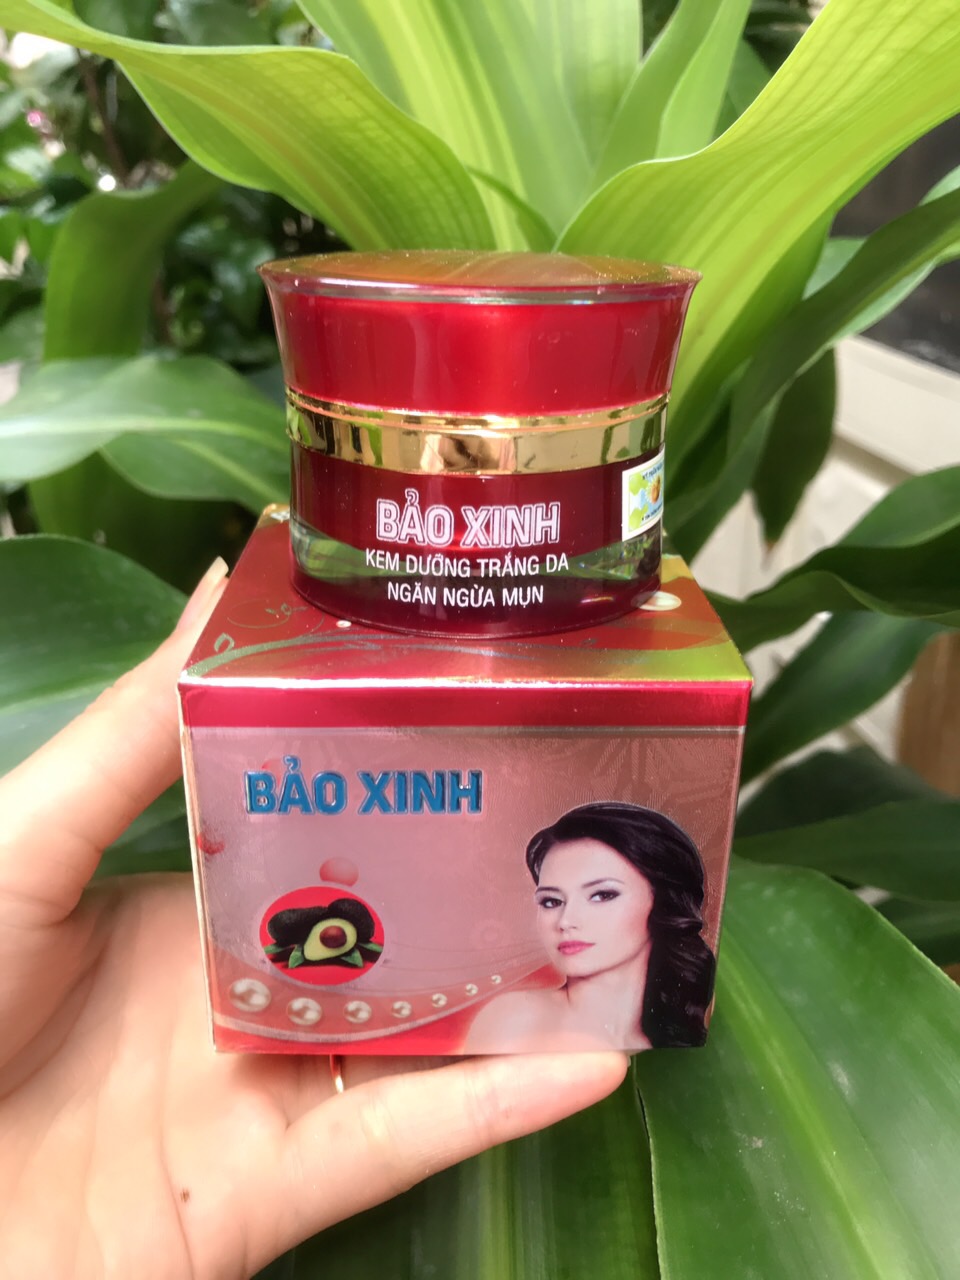 BẢO XINH
KEM DƯỠNG TRẮNG DA
NGĂN NGỪA MỤN
BẢO XINH